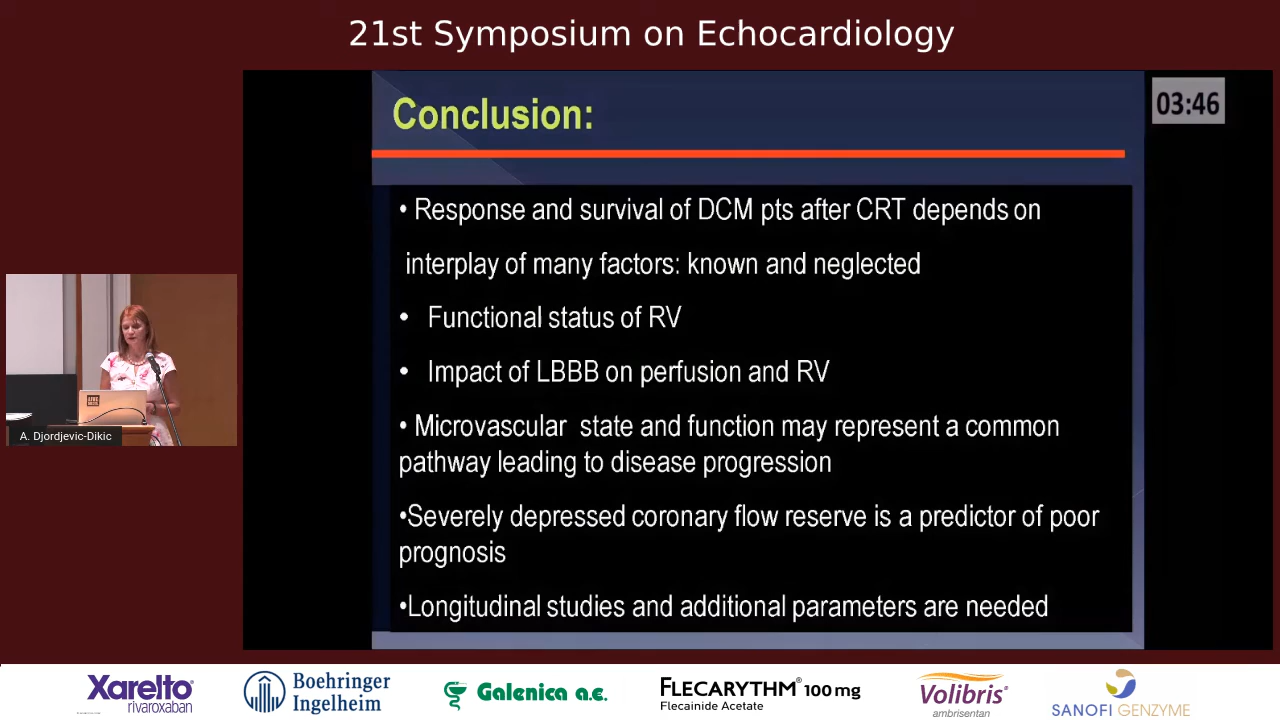 21st Symposium on Echocardiology
Conclusion:
03:46
• Response and survival of DCM pts after CRT depends on
interplay of many factors: known and neglected
• Functional status of RV
• Impact of LBBB on perfusion and RV
• Microvascular state and function may represent a common
pathway leading to disease progression
•Severely depressed coronary flow reserve is a predictor of poor
prognosis
•Longitudinal studies and additional parameters are needed
A. Djordjevic-Dikic
Xarelto®
rivaroxaban
Boehringer
Ingelheim
Galenica a.e.
FLECARYTHM® 100 mg
Flecainide Acetate
Volibris®
ambrisentan
SANOFI GENZYME